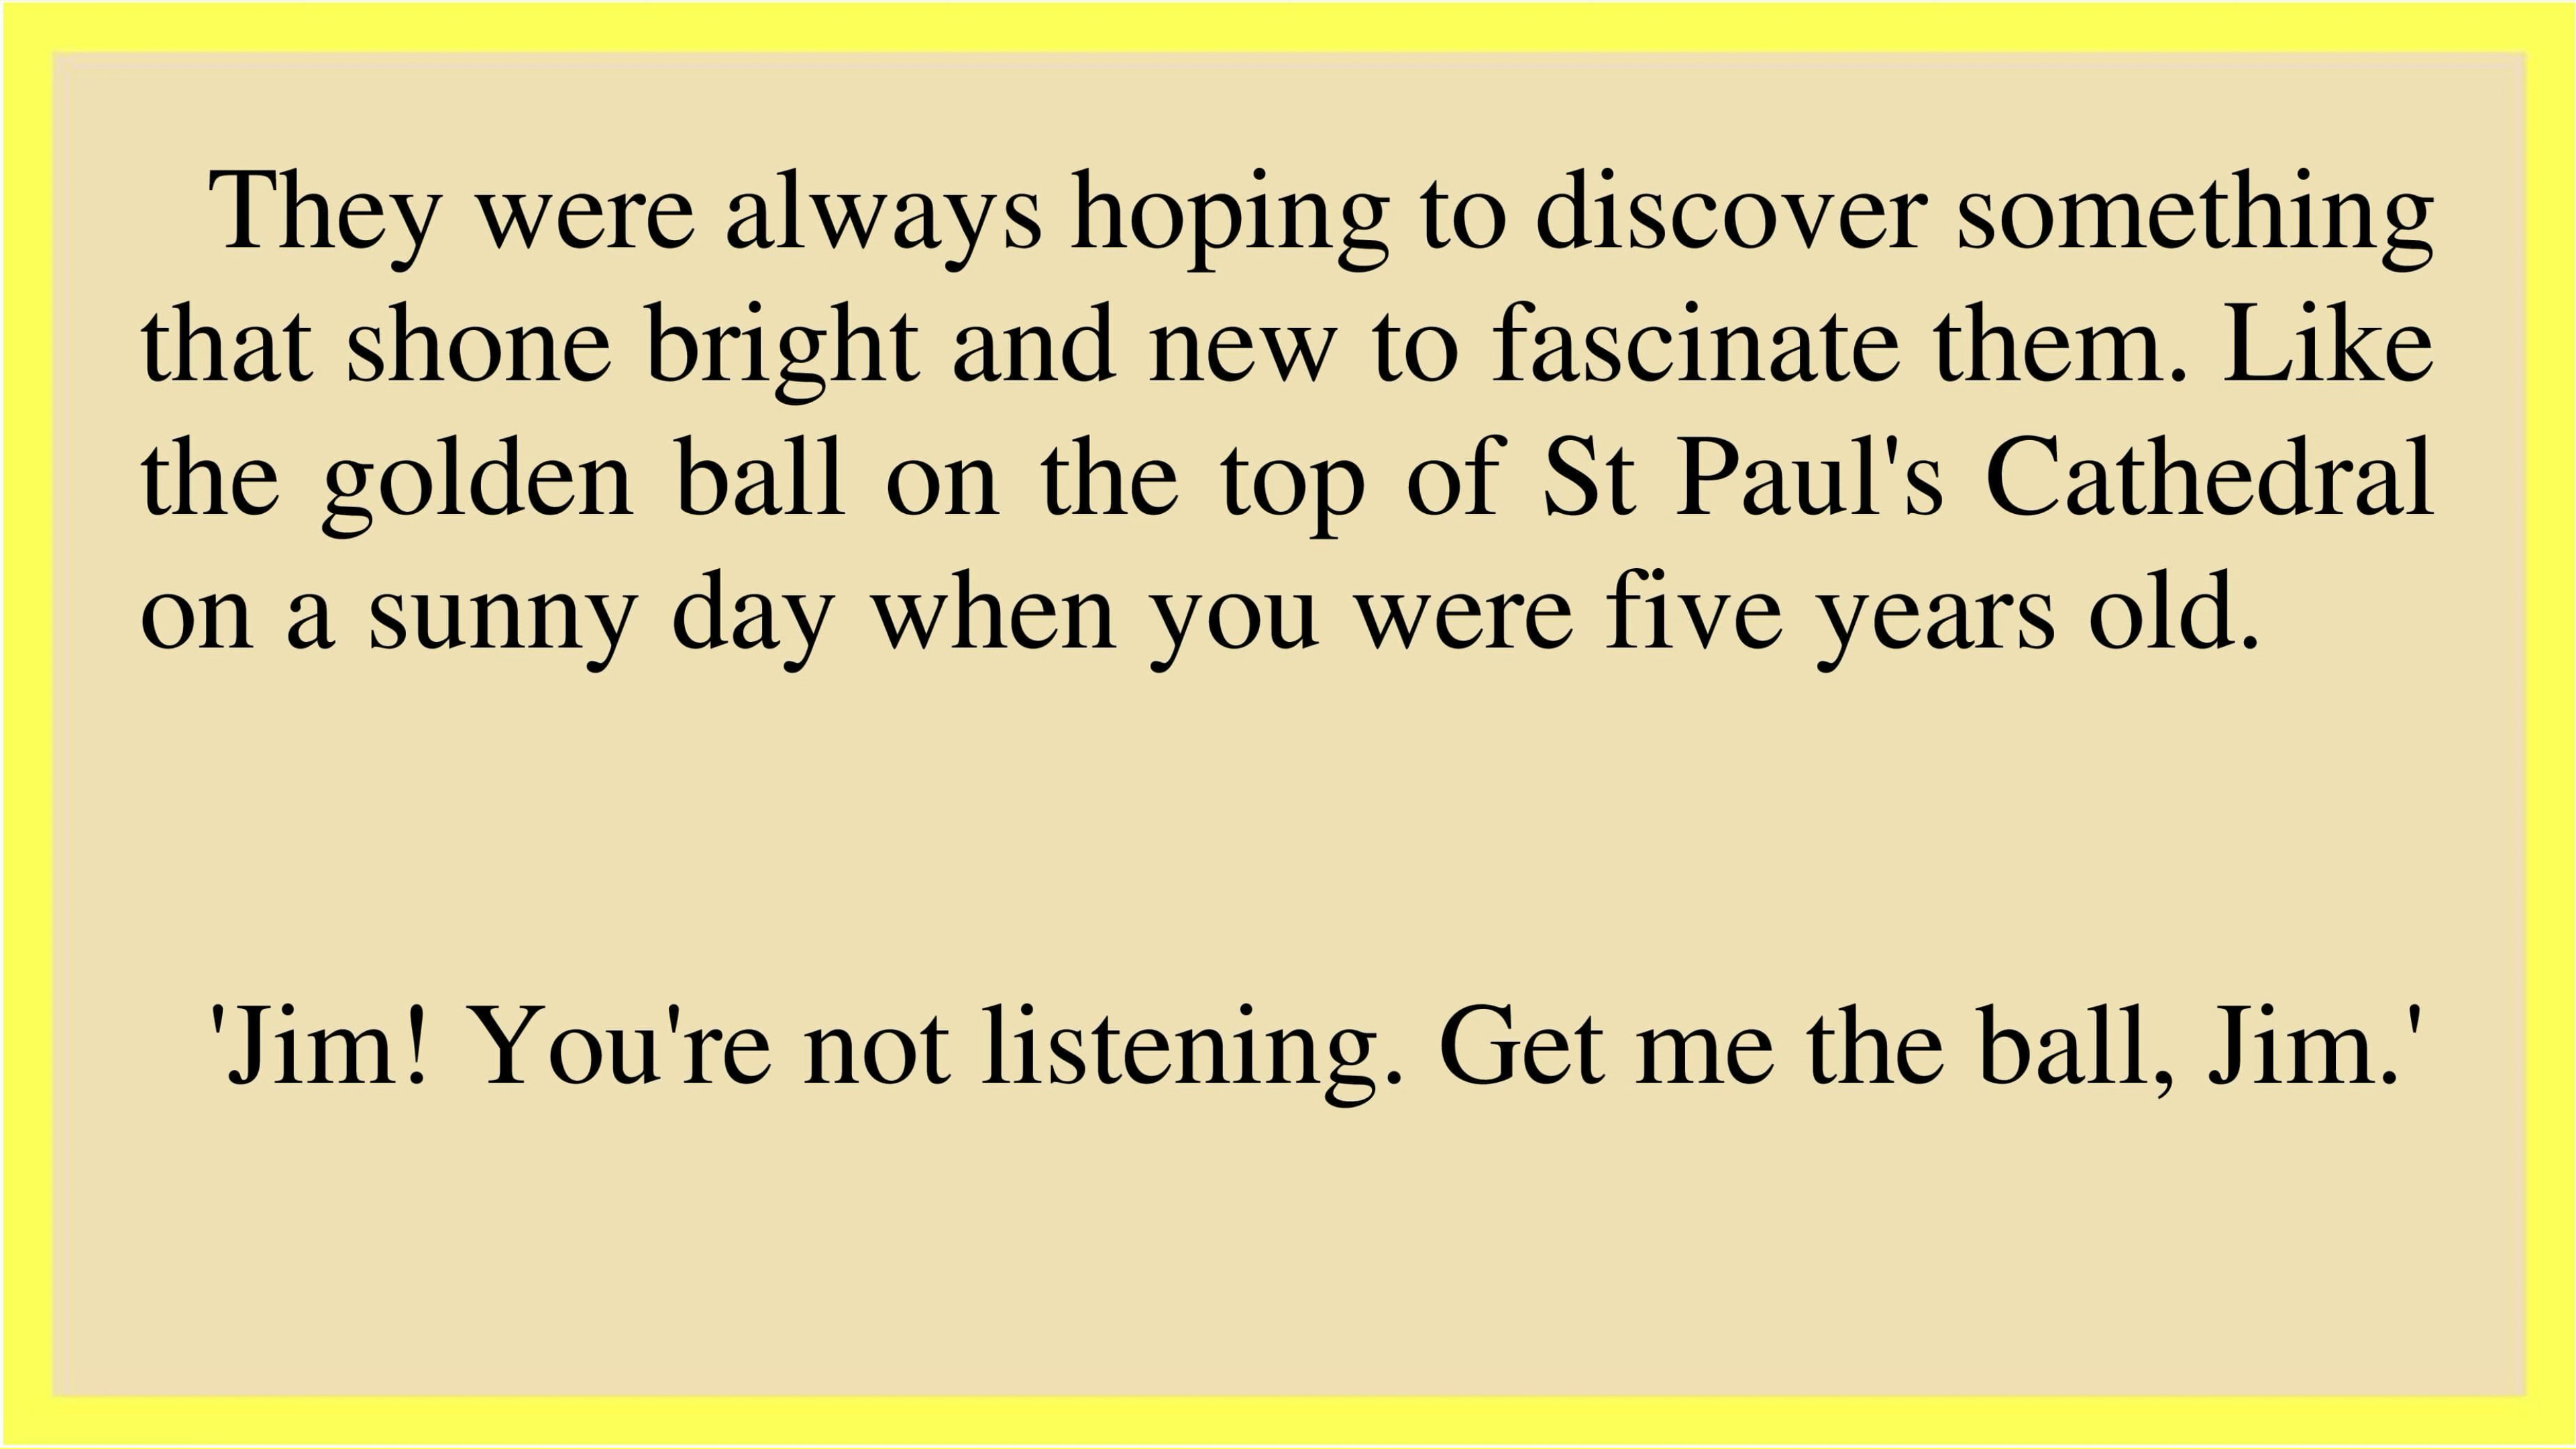 They were always hoping to discover something
that shone bright and new to fascinate them. Like
the golden ball on the top of St Paul's Cathedral
on a sunny day when you were five years old.
'Jim! You're not listening. Get me the ball, Jim.'